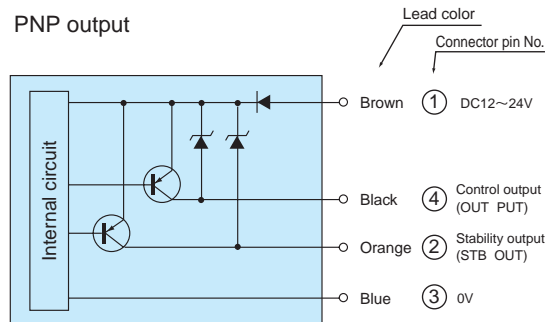 PNP output
Lead color
Connector pin No.
Internal circuit
Brown ① DC12～24V
Black ④ Control output
(OUT PUT)
Orange ② Stability output
(STB OUT)
Blue ③ 0V